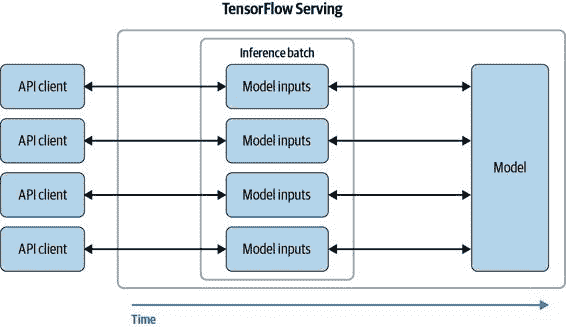 TensorFlow Serving
Inference batch
API client
Model inputs
API client
Model inputs
Model
API client
Model inputs
API client
Model inputs
Time